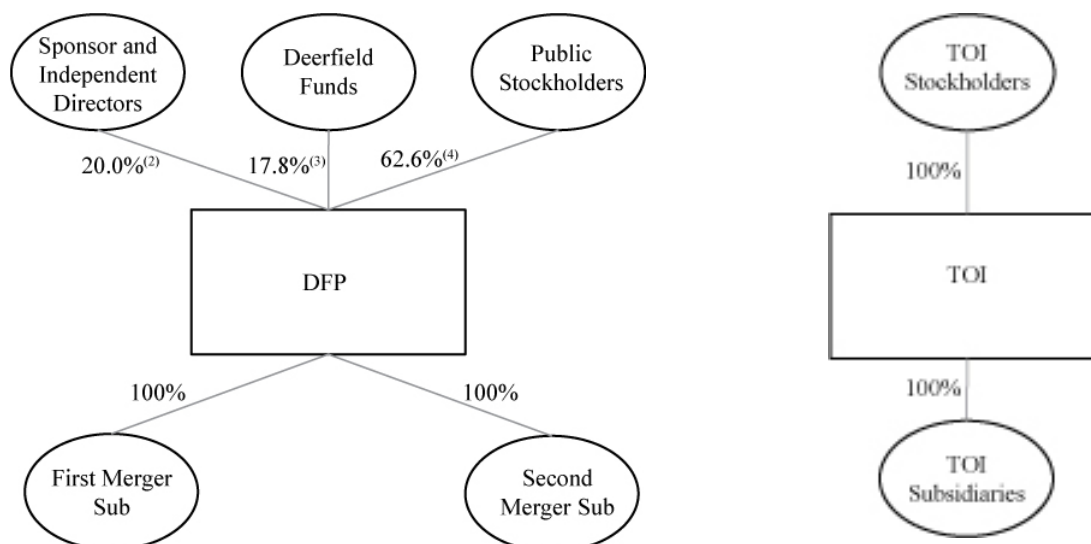 Sponsor and
Independent
Directors
Deerfield
Funds
Public
Stockholders
TOI
Stockholders
20.0%(2)
17.8%(3)
62.6%(4)
100%
DFP
TOI
100%
100%
100%
First Merger
Sub
Second
Merger Sub
TOI
Subsidiaries